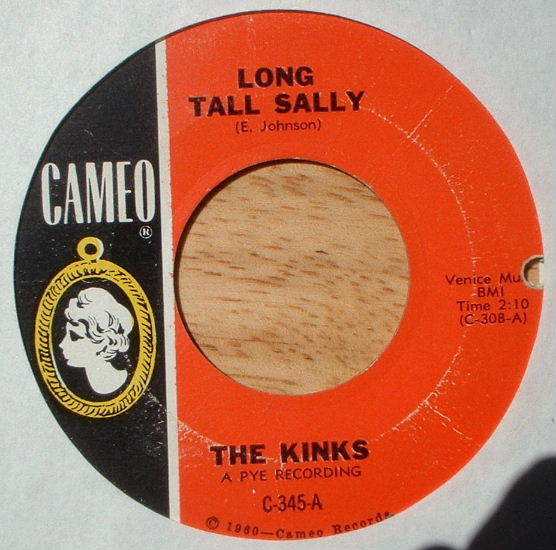 LONG
TALL SALLY
(E. Johnson)
CAMEO
®
Venice Mu
BMI
Time 2:10
(C-308-A)
THE KINKS
A PYE RECORDING
C-345-A
© 1960—Cameo Records.